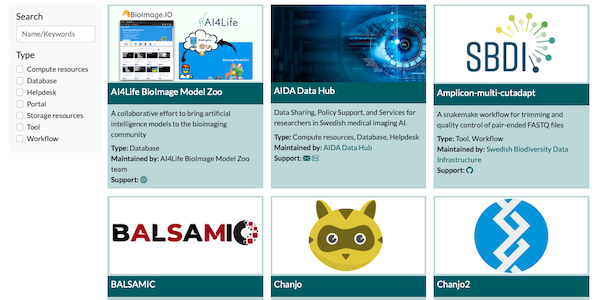 Search
Name/Keywords
Type
Compute resources
Database
Helpdesk
Portal
Storage resources
Tool
Workflow
BioImage.IO
AI4Life
AI4Life BioImage Model Zoo
A collaborative effort to bring artificial
intelligence models to the bioimaging
community
Type: Database
Maintained by: AI4Life BioImage Model Zoo
team
Support:
AIDA Data Hub
Data Sharing, Policy Support, and Services for
researchers in Swedish medical imaging AI.
Type: Compute resources, Database, Helpdesk
Maintained by: AIDA Data Hub
Support:
SBDI
Amplicon-multi-cutadapt
A snakemake workflow for trimming and
quality control of pair-ended FASTQ files
Type: Tool, Workflow
Maintained by: Swedish Biodiversity Data
Infrastructure
Support:
BALSAMIC
BALSAMIC
Chanjo
Chanjo2